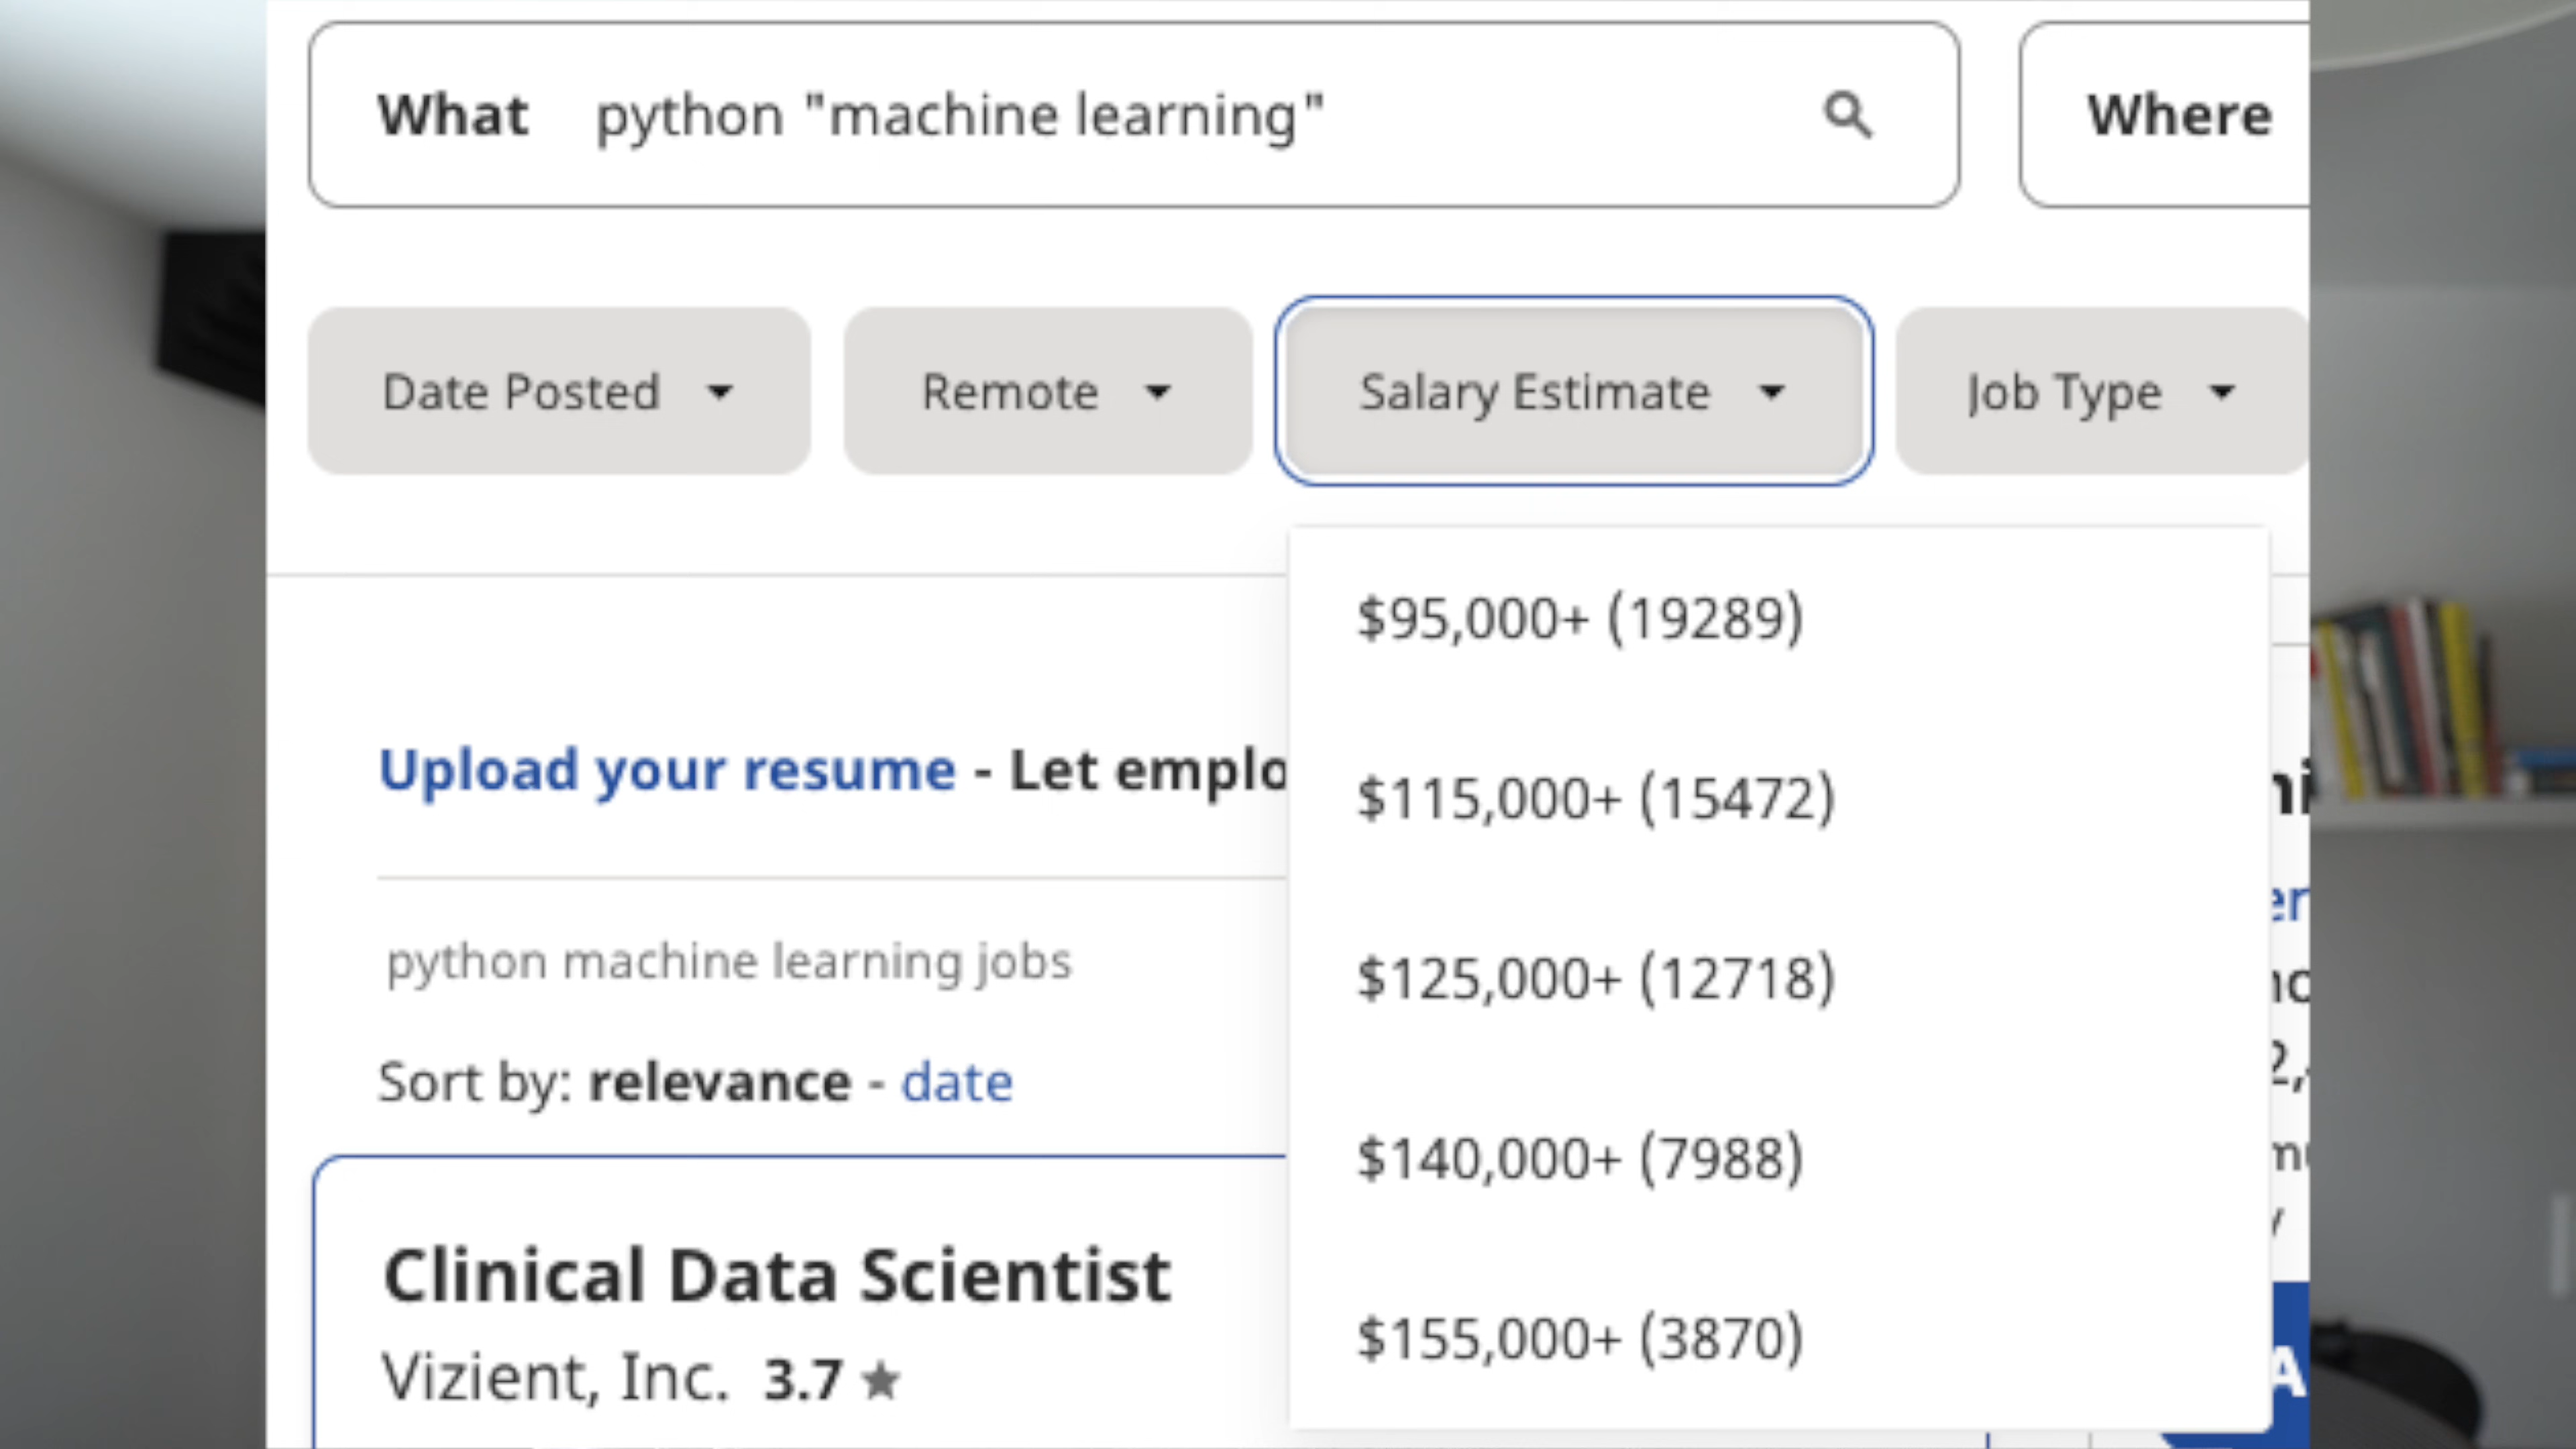 What python "machine learning" Where
Date Posted Remote Salary Estimate Job Type
$95,000+ (19289)
Upload your resume - Let
$115,000+ (15472)
python machine learning jobs
$125,000+ (12718)
Sort by: relevance - date
$140,000+ (7988)
Clinical Data Scientist
Vizient, Inc. 3.7
$155,000+ (3870)